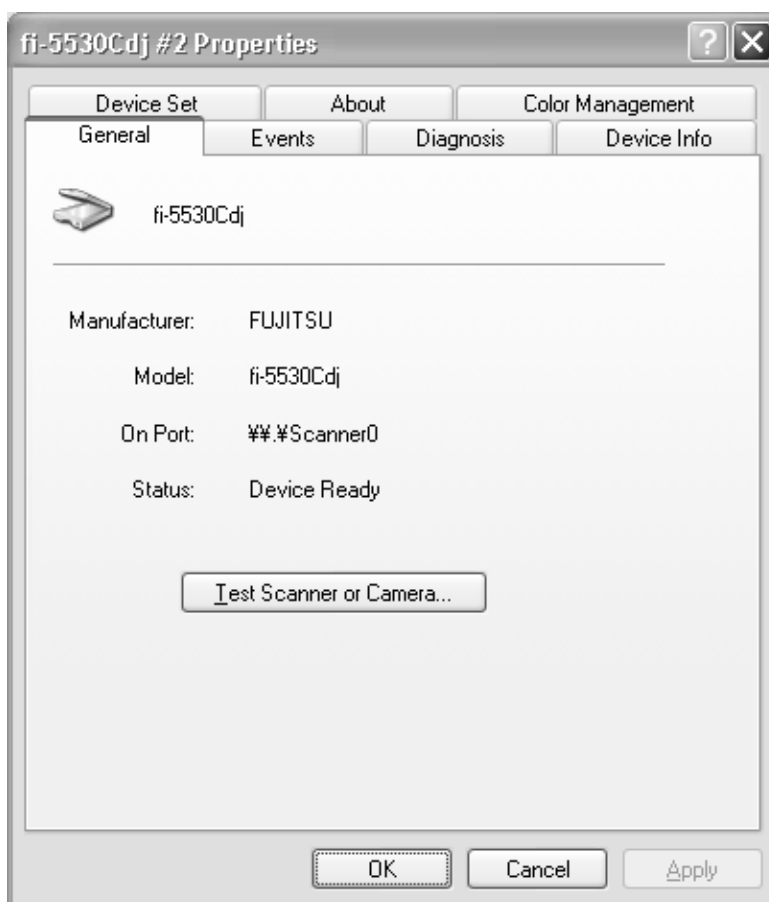 fi-5530Cdj #2 Properties
Device Set About Color Management
General Events Diagnosis Device Info
fi-5530Cdj
Manufacturer: FUJITSU
Model: fi-5530Cdj
On Port: ¥¥.¥Scanner0
Status: Device Ready
Test Scanner or Camera...
OK Cancel Apply